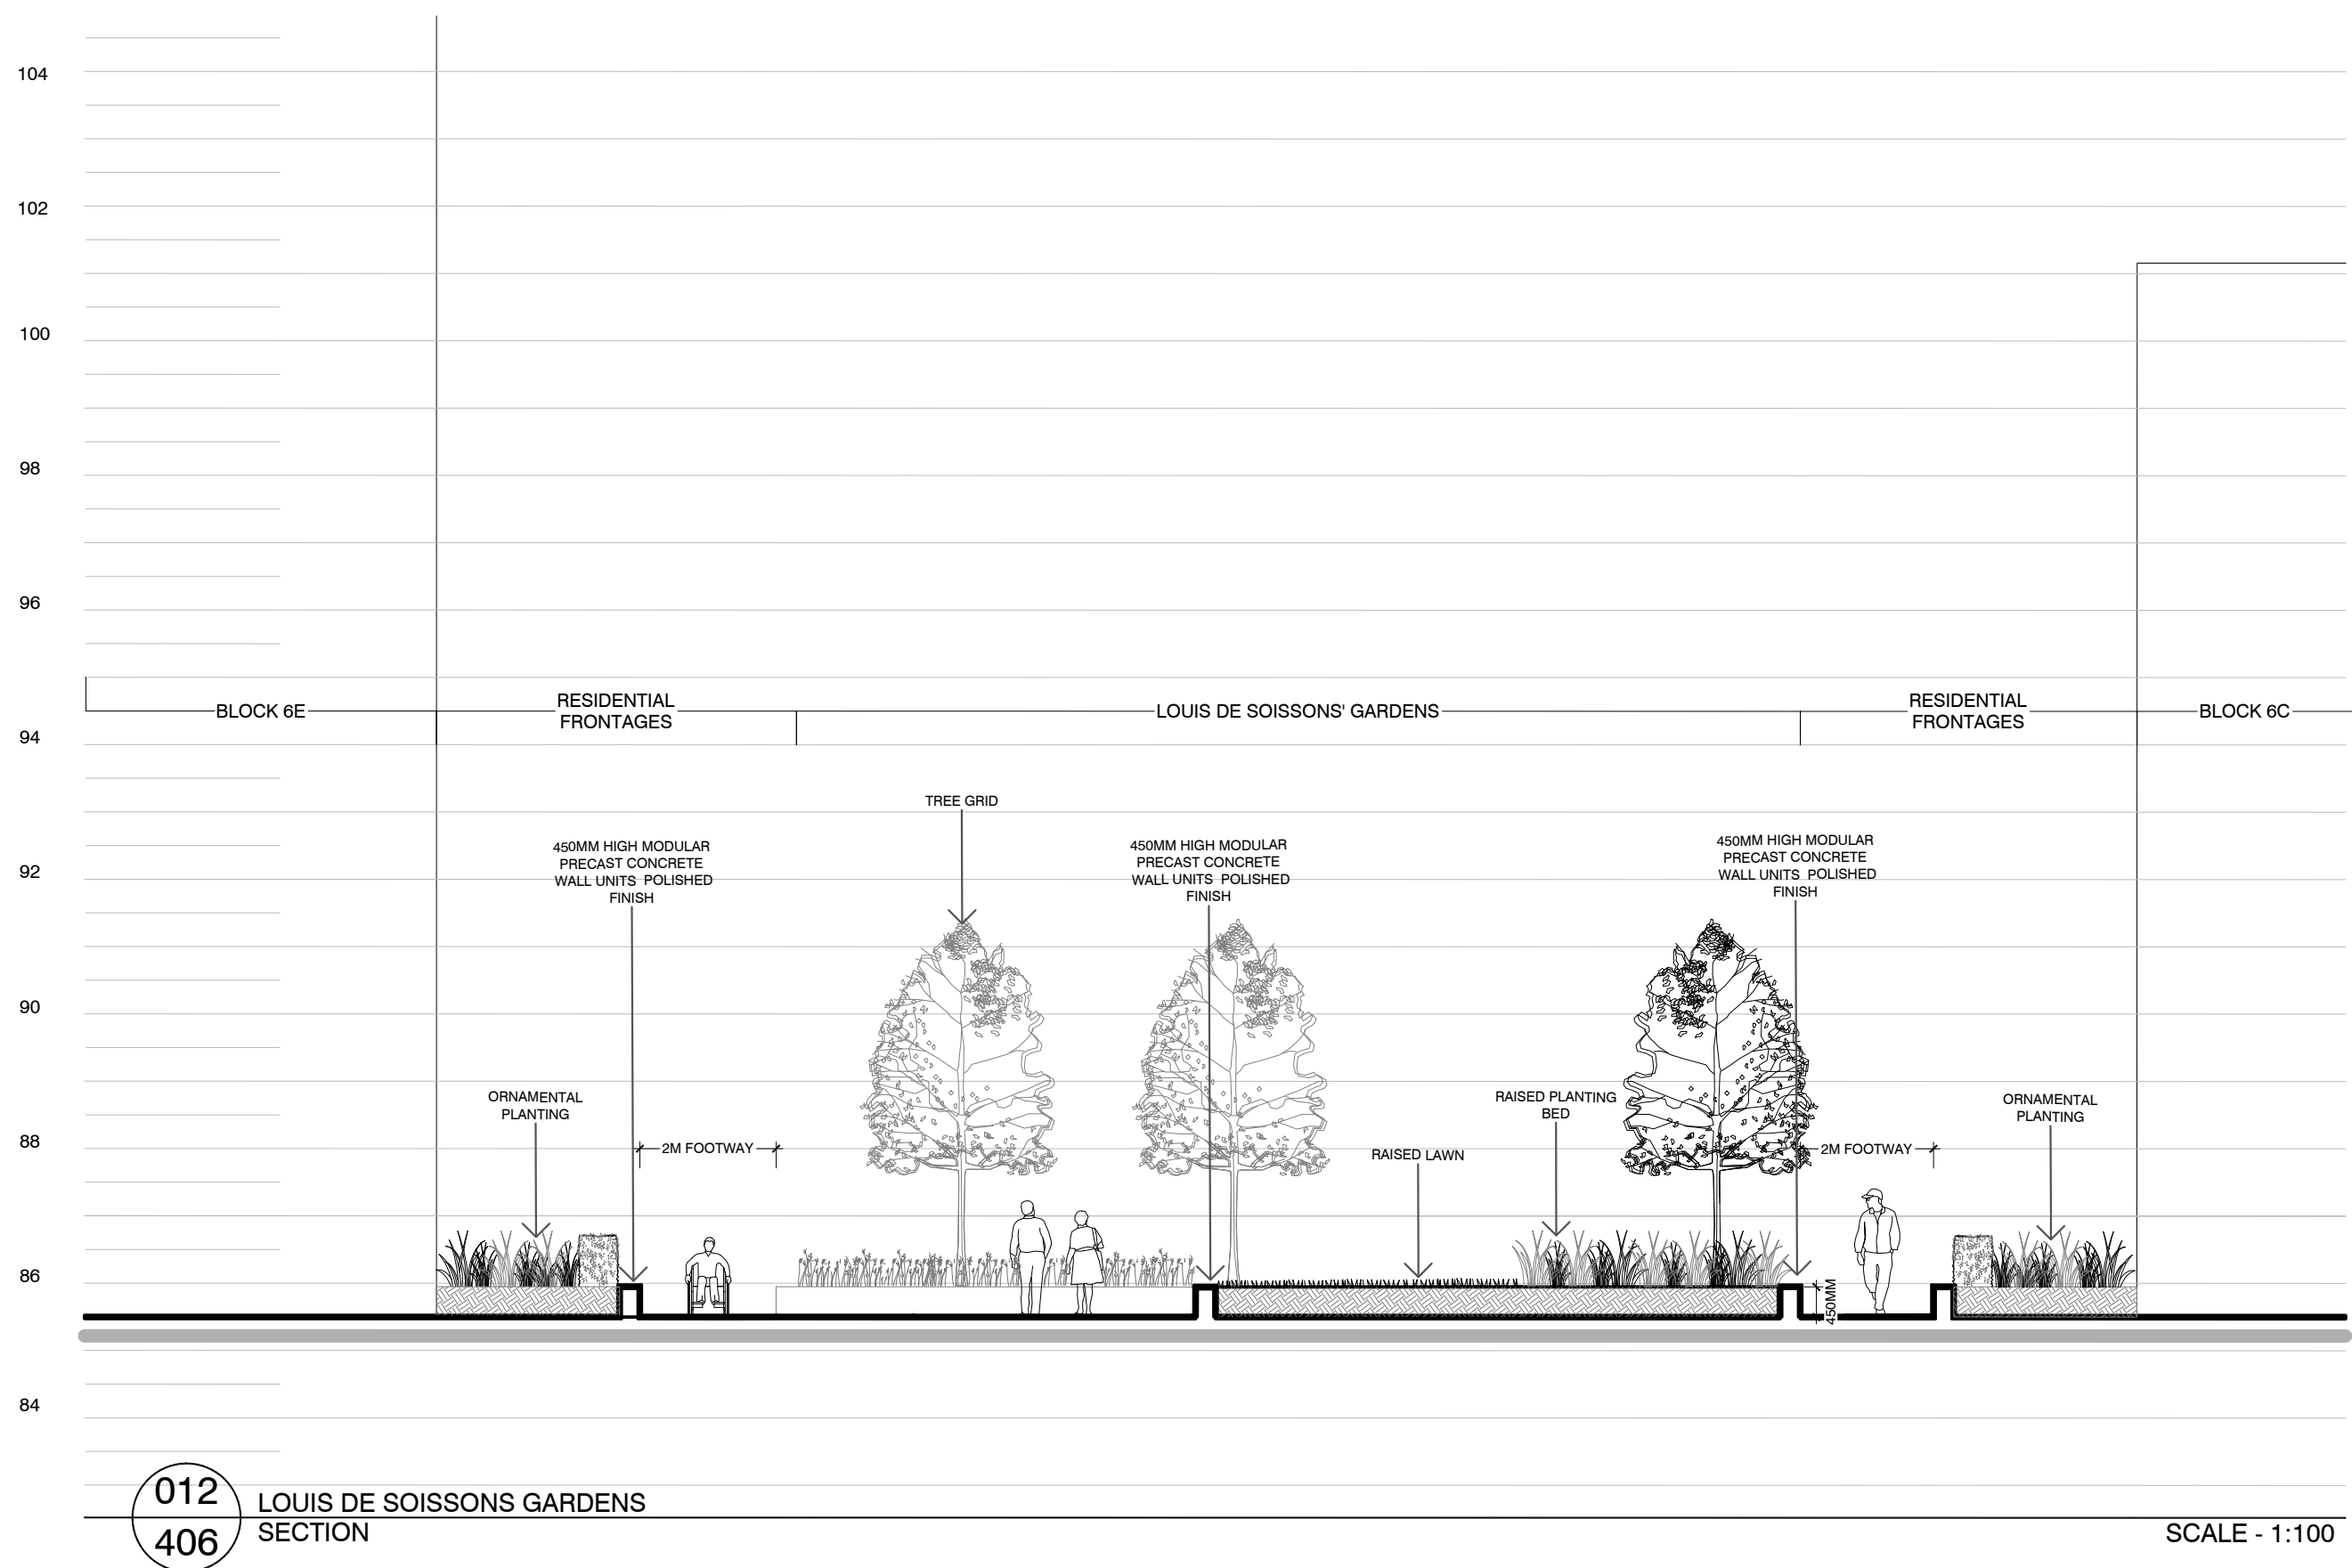 104
102
100
98
96
94
92
90
88
86
84
BLOCK 6E
RESIDENTIAL
FRONTAGES
LOUIS DE SOISSONS' GARDENS
RESIDENTIAL
FRONTAGES
BLOCK 6C
TREE GRID
450MM HIGH MODULAR
PRECAST CONCRETE
WALL UNITS POLISHED
FINISH
450MM HIGH MODULAR
PRECAST CONCRETE
WALL UNITS POLISHED
FINISH
450MM HIGH MODULAR
PRECAST CONCRETE
WALL UNITS POLISHED
FINISH
ORNAMENTAL
PLANTING
2M FOOTWAY
RAISED LAWN
RAISED PLANTING
BED
2M FOOTWAY
ORNAMENTAL
PLANTING
450MM
012
406
LOUIS DE SOISSONS GARDENS
SECTION
SCALE - 1:100